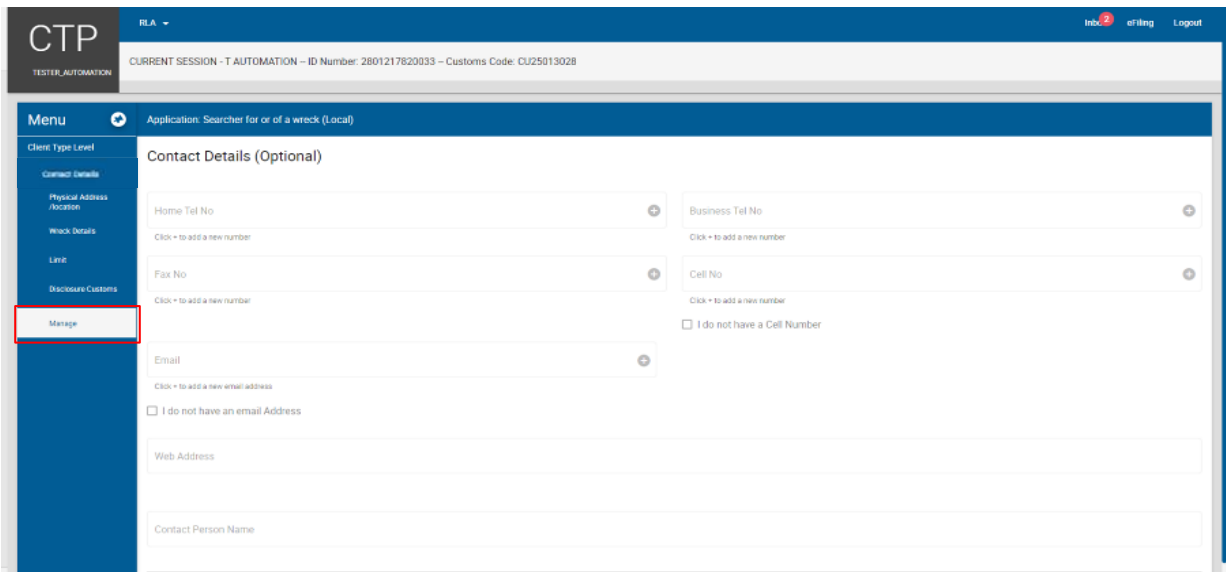 CTP
TESTER_AUTOMATION
RLA
2
eFiling
Logout
CURRENT SESSION - T AUTOMATION -- ID Number: 2801217820033 -- Customs Code: CU25013028
Menu
Application: Searcher for or of a wreck (Local)
Client Type Level
Contact Details
Physical Address
/location
Wreck Details
Limit
Disclosure Customs
Manage
Contact Details (Optional)
Home Tel No
Business Tel No
Click + to add a new number
Click + to add a new number
Fax No
Cell No
Click + to add a new number
Click + to add a new number
I do not have a Cell Number
Email
Click + to add a new email address
I do not have an email Address
Web Address
Contact Person Name